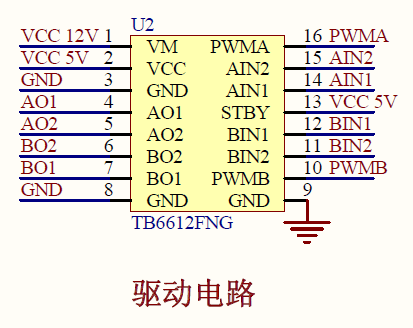 U2
VCC 12V 1 VM PWMA 16 PWMA
VCC 5V 2 VCC AIN2 15 AIN2
GND 3 GND AIN1 14 AIN1
AO1 4 AO1 STBY 13 VCC 5V
AO2 5 AO2 BIN1 12 BIN1
BO2 6 BO2 BIN2 11 BIN2
BO1 7 BO1 PWMB 10 PWMB
GND 8 GND GND 9
TB6612FNG
驱动电路